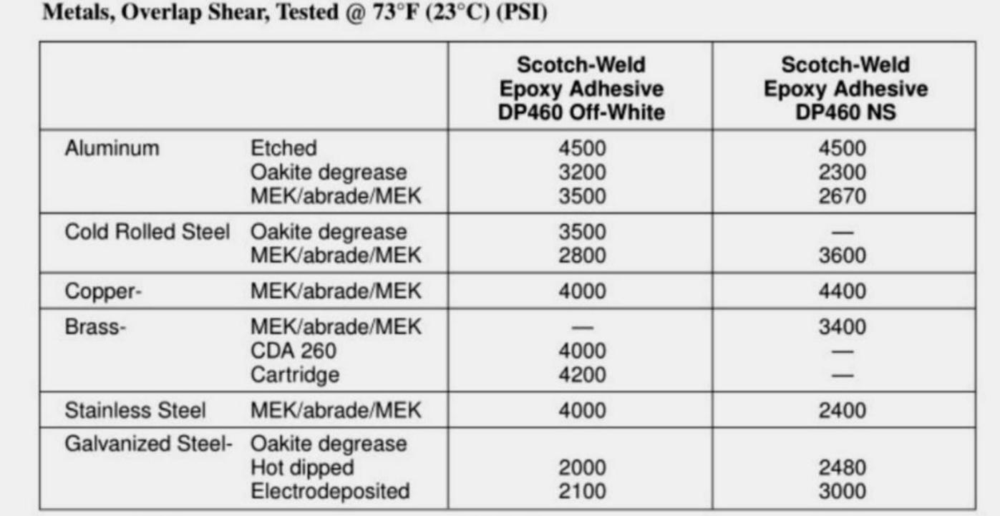 Metals, Overlap Shear, Tested @ 73°F (23°C) (PSI)
Scotch-Weld Epoxy Adhesive DP460 Off-White Scotch-Weld Epoxy Adhesive DP460 NS
Aluminum Etched 4500 4500
Oakite degrease 3200 2300
MEK/abrade/MEK 3500 2670
Cold Rolled Steel Oakite degrease 3500 —
MEK/abrade/MEK 2800 3600
Copper- MEK/abrade/MEK 4000 4400
Brass- MEK/abrade/MEK — 3400
CDA 260 4000 —
Cartridge 4200 —
Stainless Steel MEK/abrade/MEK 4000 2400
Galvanized Steel- Oakite degrease
Hot dipped 2000 2480
Electrodeposited 2100 3000